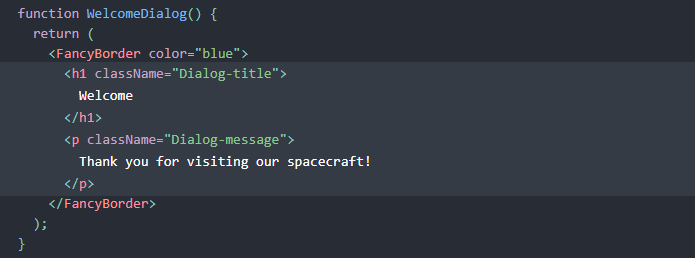 function WelcomeDialog() {
  return (
    <FancyBorder color="blue">
      <h1 className="Dialog-title">
        Welcome
      </h1>
      <p className="Dialog-message">
        Thank you for visiting our spacecraft!
      </p>
    </FancyBorder>
  );
}